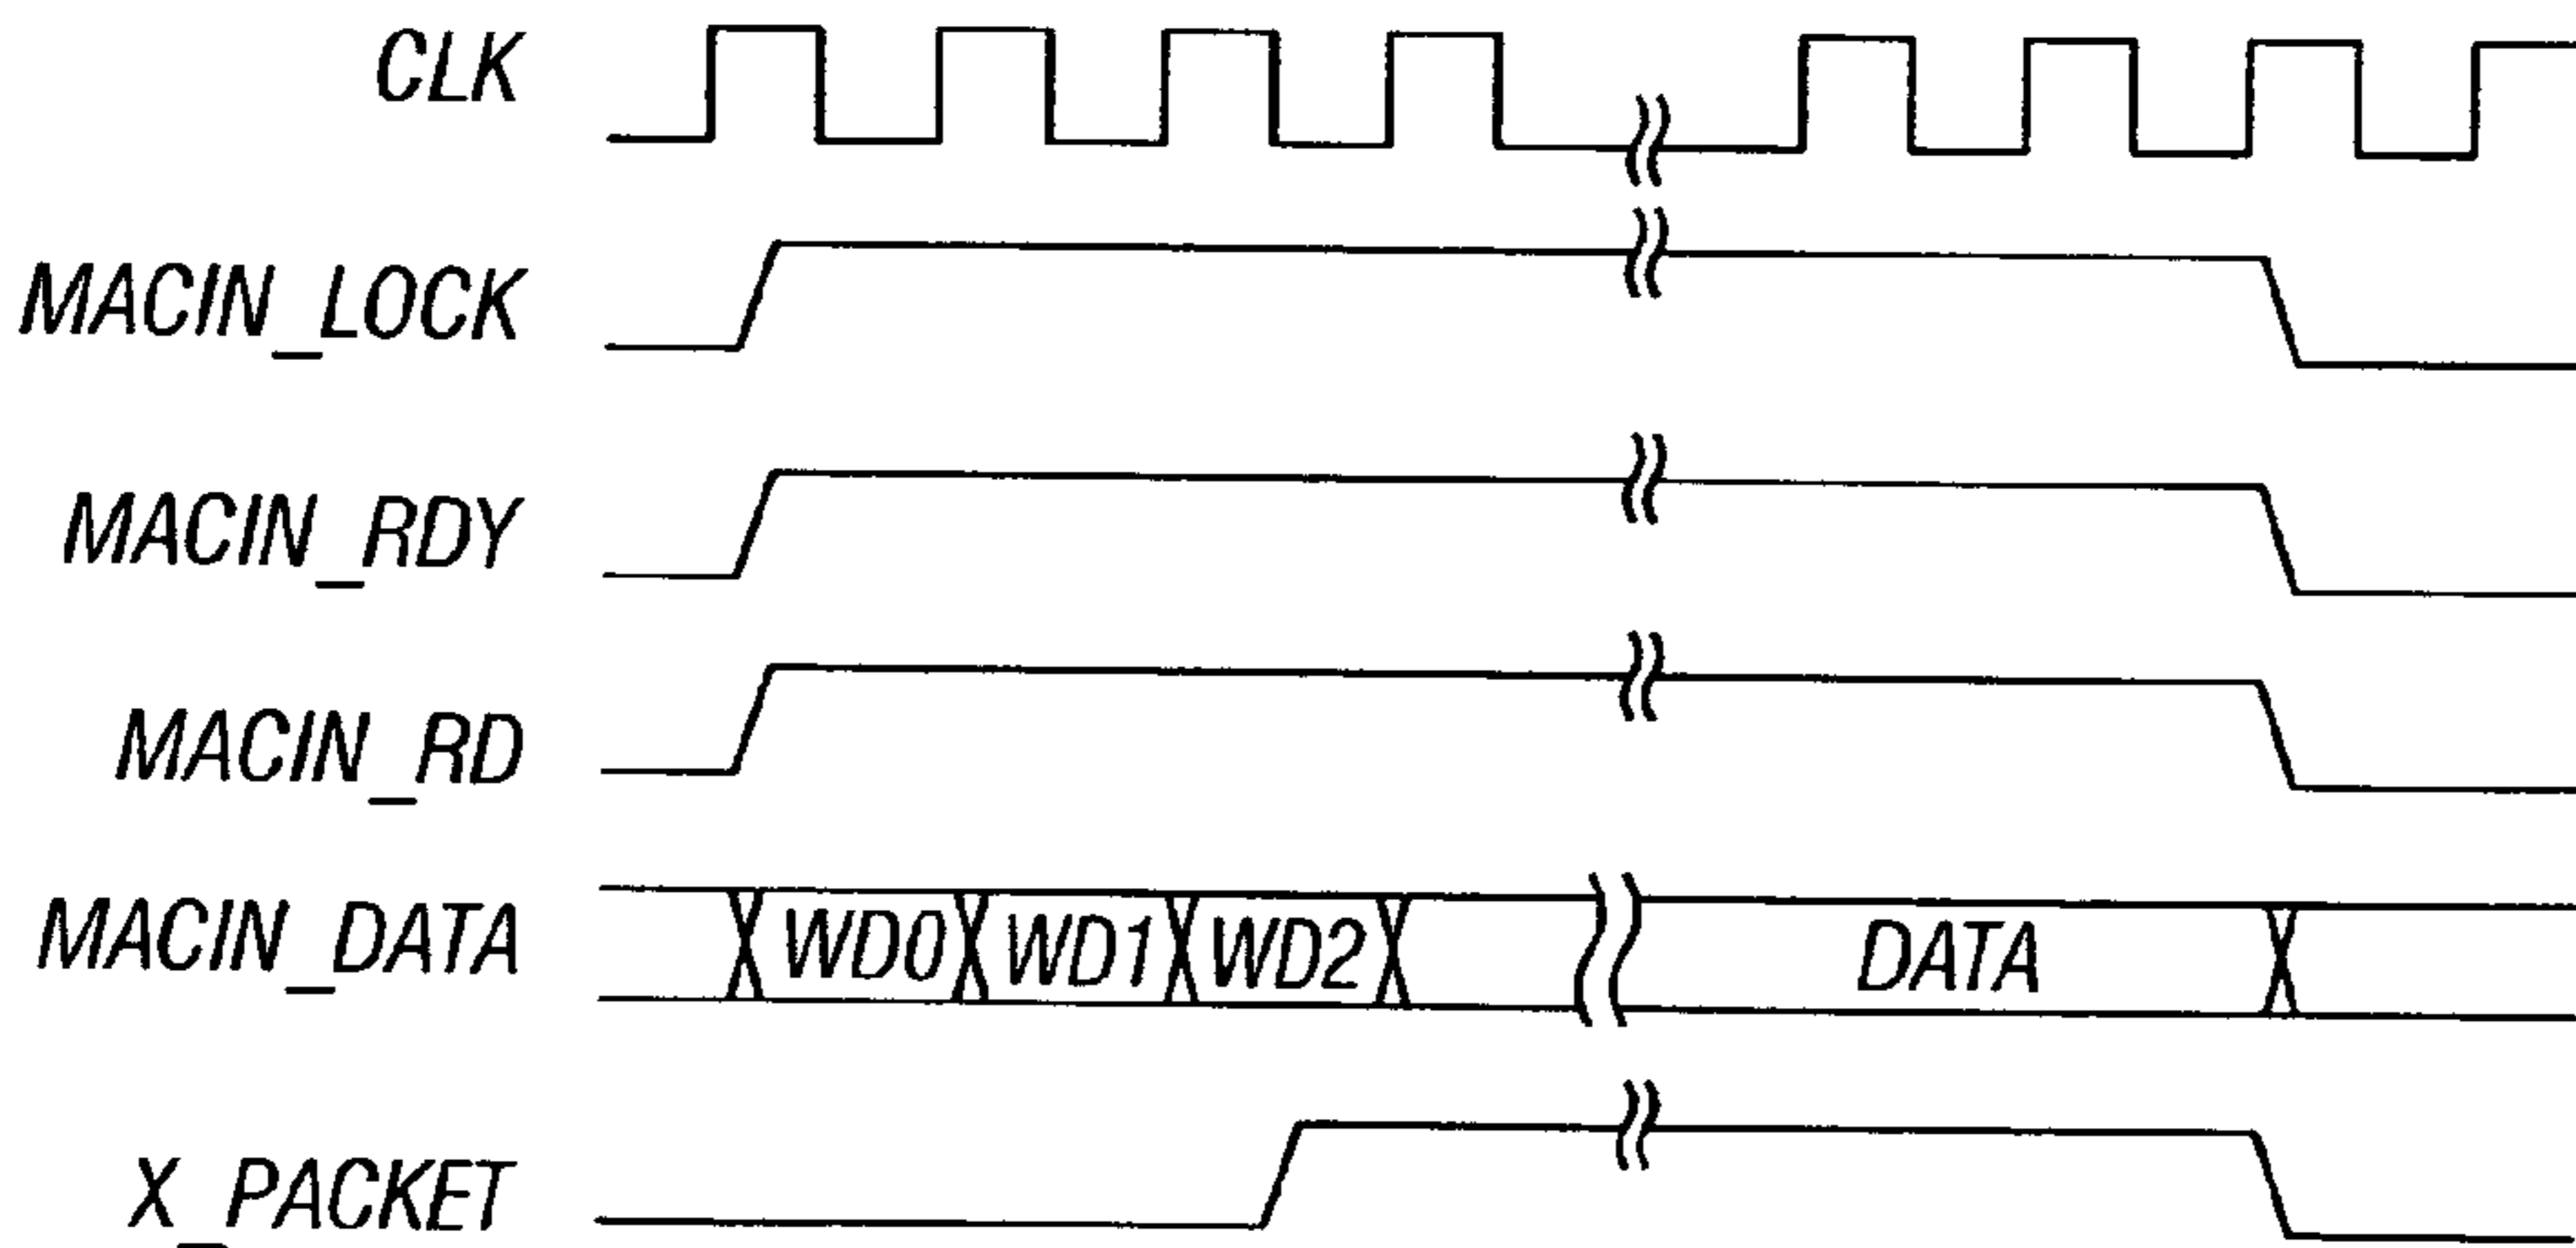 CLK
MACIN_LOCK
MACIN_RDY
MACIN_RD
MACIN_DATA WD0 WD1 WD2 DATA
X_PACKET